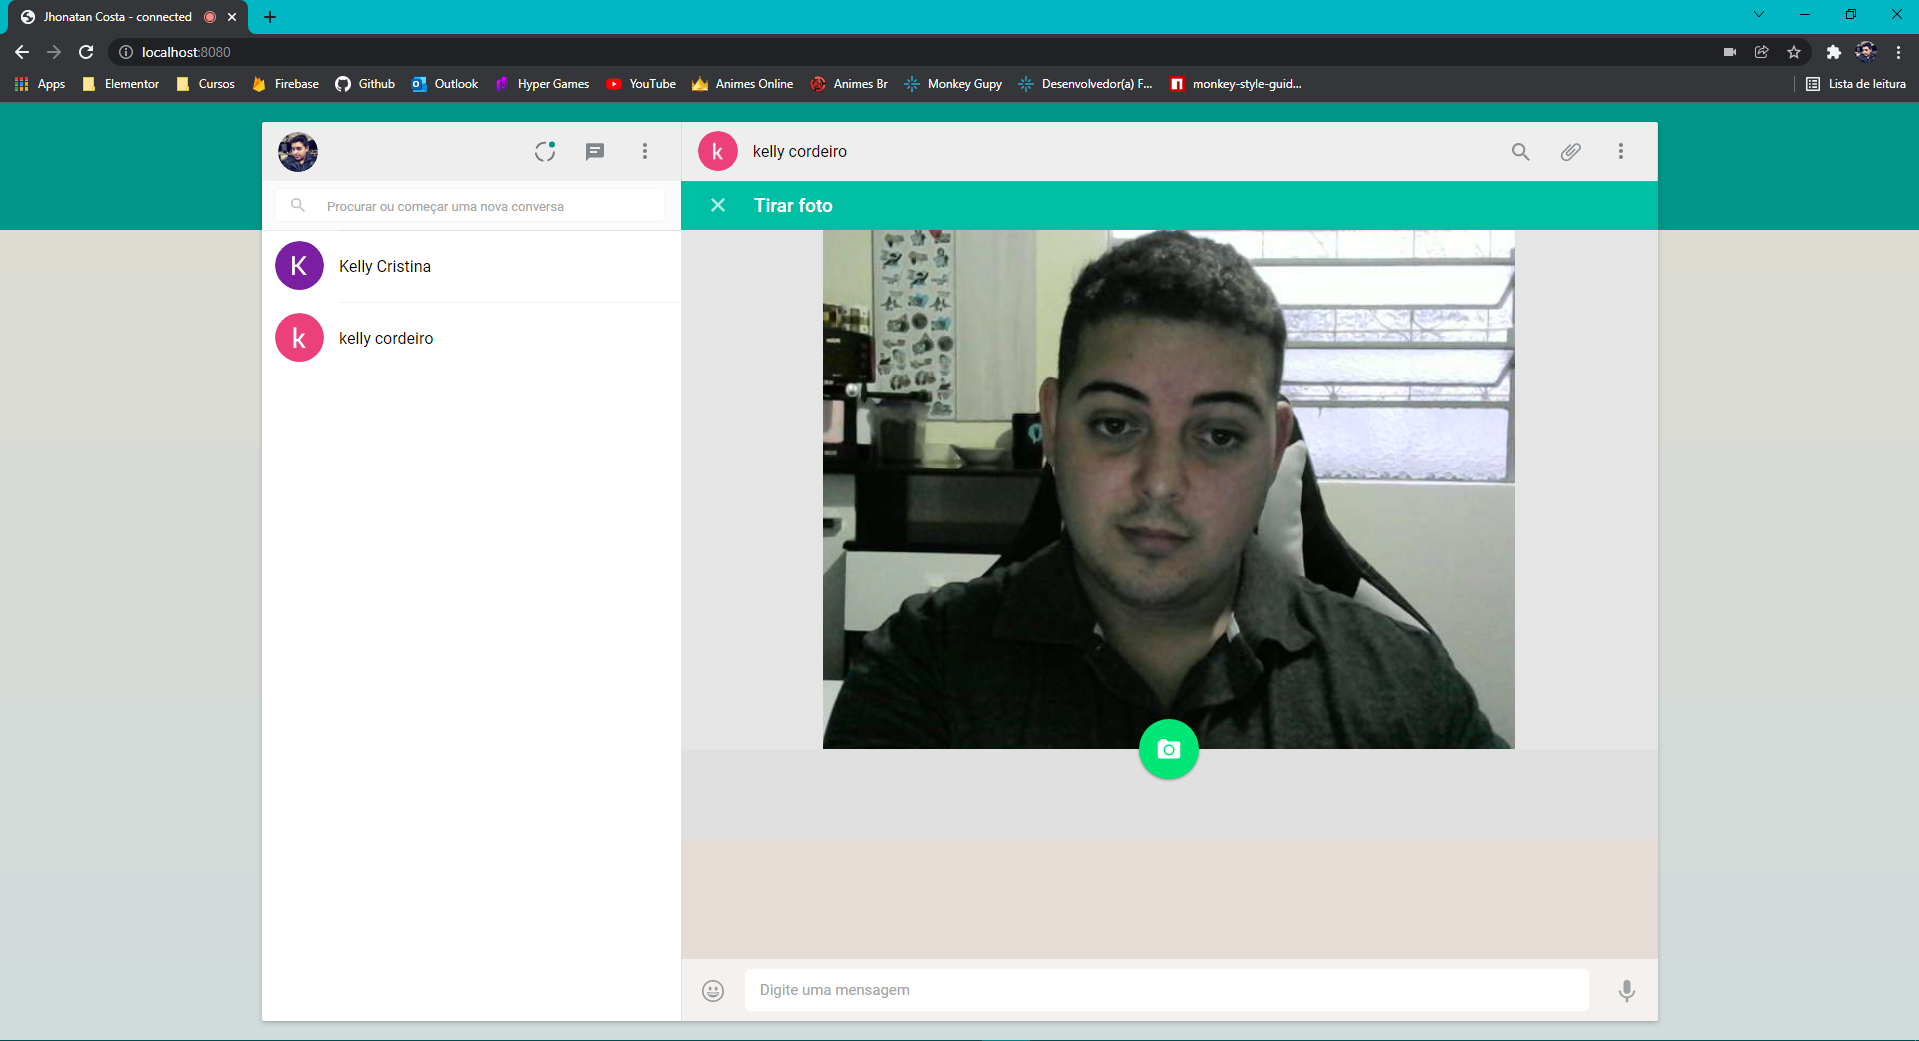 Jhonatan Costa - connected
localhost:8080
Apps
Elementor
Cursos
Firebase
Github
Outlook
Hyper Games
YouTube
Animes Online
Animes Br
Monkey Gupy
Desenvolvedor(a) F...
monkey-style-guid...
Lista de leitura
k
kelly cordeiro
Procurar ou começar uma nova conversa
Tirar foto
K
Kelly Cristina
k
kelly cordeiro
Digite uma mensagem